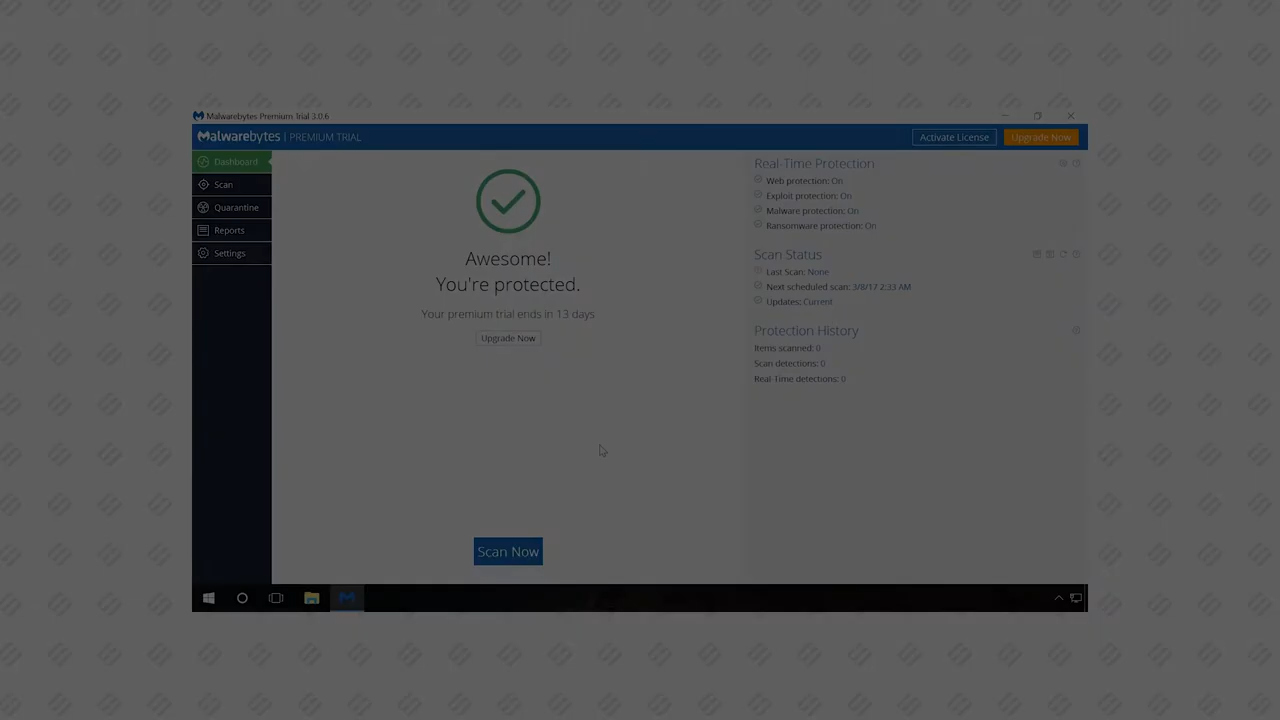 Malwarebytes Premium Trial 3.0.6
Malwarebytes | PREMIUM TRIAL
Activate License
Upgrade Now
Dashboard
Scan
Quarantine
Reports
Settings
Awesome!
You're protected.
Your premium trial ends in 13 days
Upgrade Now
Scan Now
Real-Time Protection
Web protection: On
Exploit protection: On
Malware protection: On
Ransomware protection: On
Scan Status
Last Scan: None
Next scheduled scan: 3/8/17 2:33 AM
Updates: Current
Protection History
Items scanned: 0
Scan detections: 0
Real-Time detections: 0